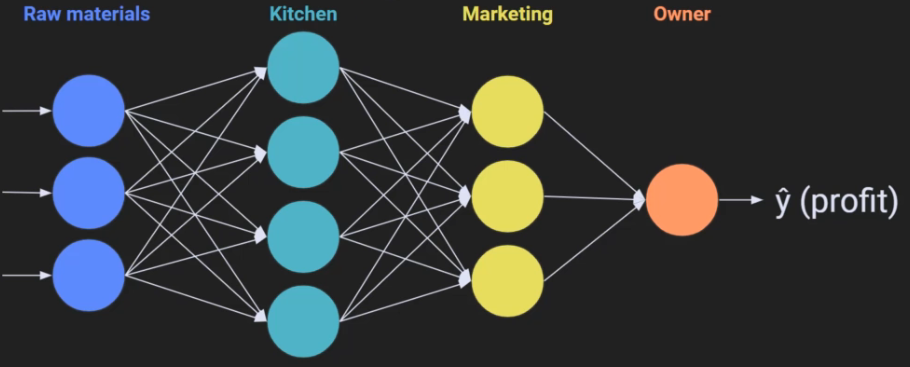 Raw materials
Kitchen
Marketing
Owner
ŷ (profit)